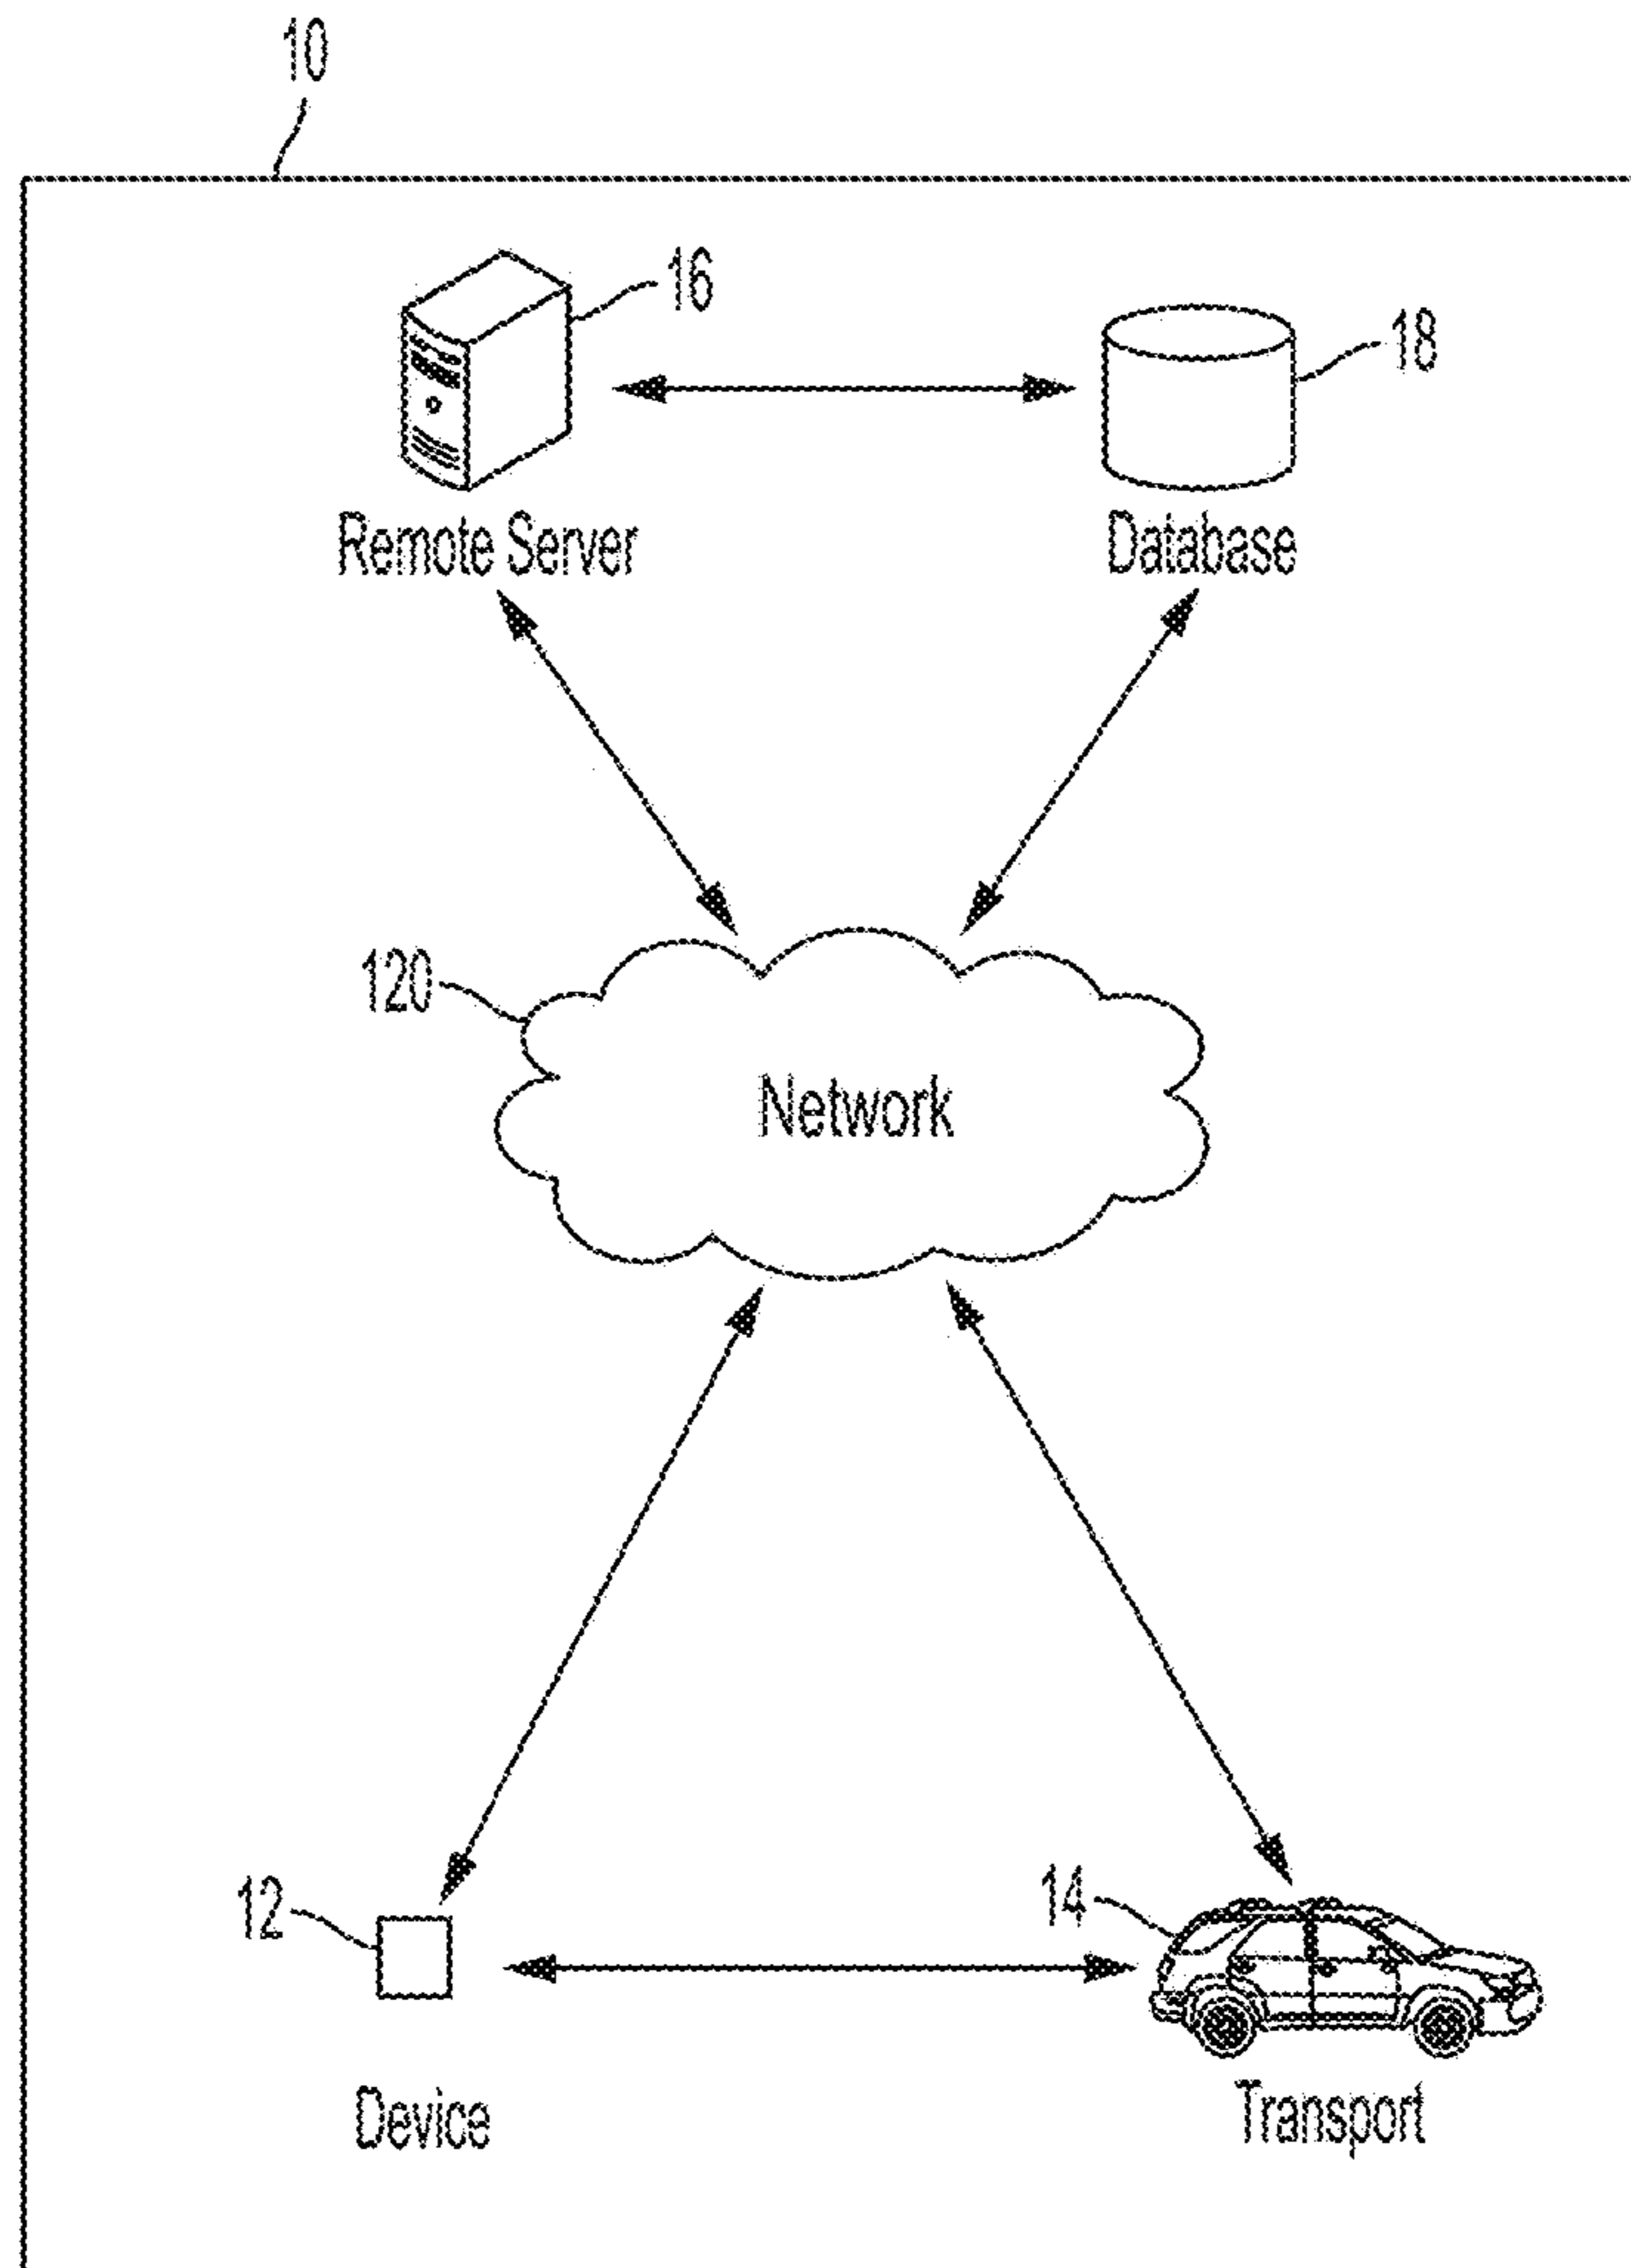 10
16
18
Remote Server
Database
120
Network
12
14
Device
Transport